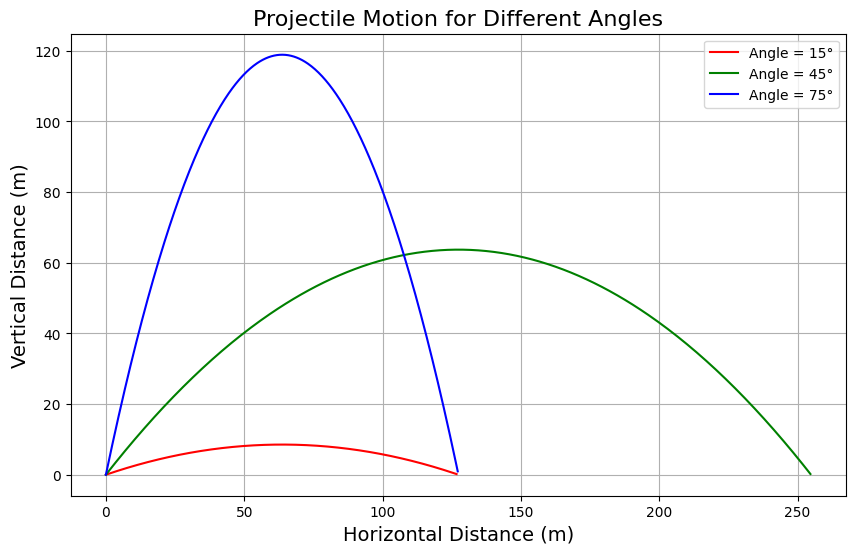 Projectile Motion for Different Angles
Angle = 15°
Angle = 45°
Angle = 75°
Vertical Distance (m)
120
100
80
60
40
20
0
0 50 100 150 200 250
Horizontal Distance (m)